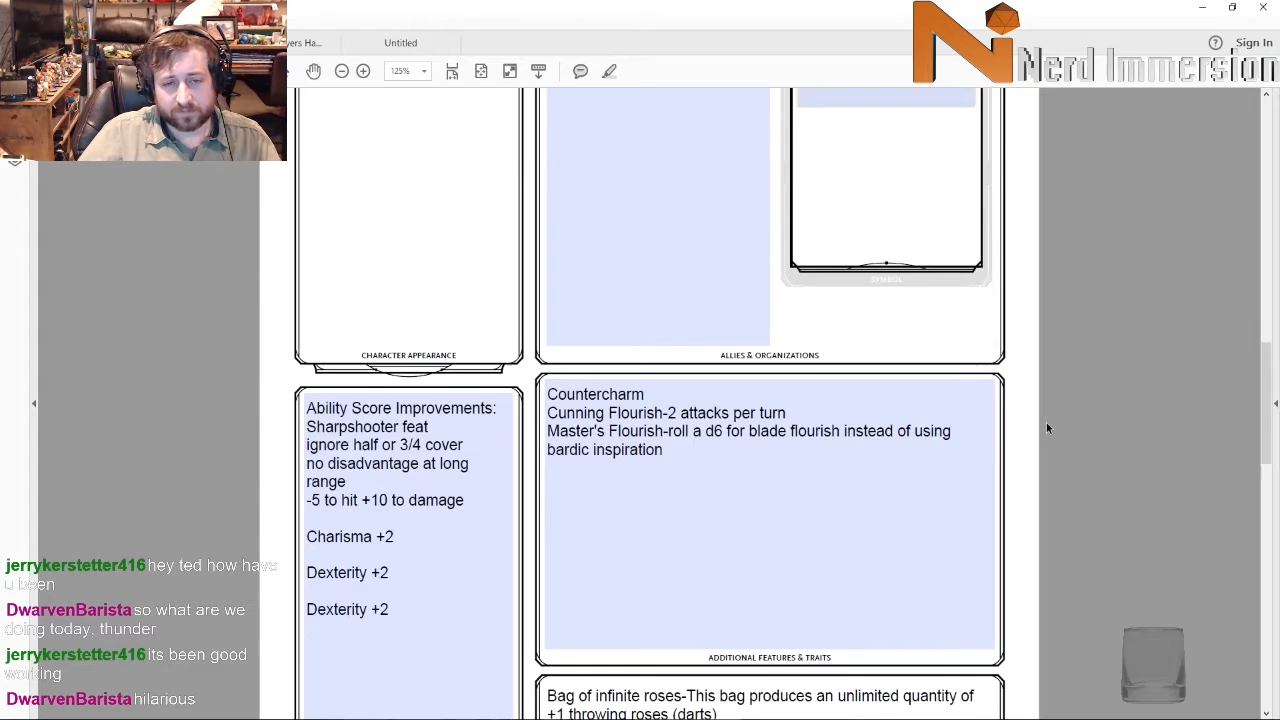 Nerd Immersion
yers Ha...
Untitled
? Sign In
125%
SYMBOL
CHARACTER APPEARANCE
ALLIES & ORGANIZATIONS
Ability Score Improvements:
Sharpshooter feat
ignore half or 3/4 cover
no disadvantage at long
range
-5 to hit +10 to damage
Charisma +2
Dexterity +2
Dexterity +2
Countercharm
Cunning Flourish-2 attacks per turn
Master's Flourish-roll a d6 for blade flourish instead of using
bardic inspiration
ADDITIONAL FEATURES & TRAITS
Bag of infinite roses-This bag produces an unlimited quantity of
+1 throwing roses (darts)
jerrykerstetter416 hey ted how have
u been
DwarvenBarista so what are we
doing today, thunder
jerrykerstetter416 its been good
working
DwarvenBarista hilarious